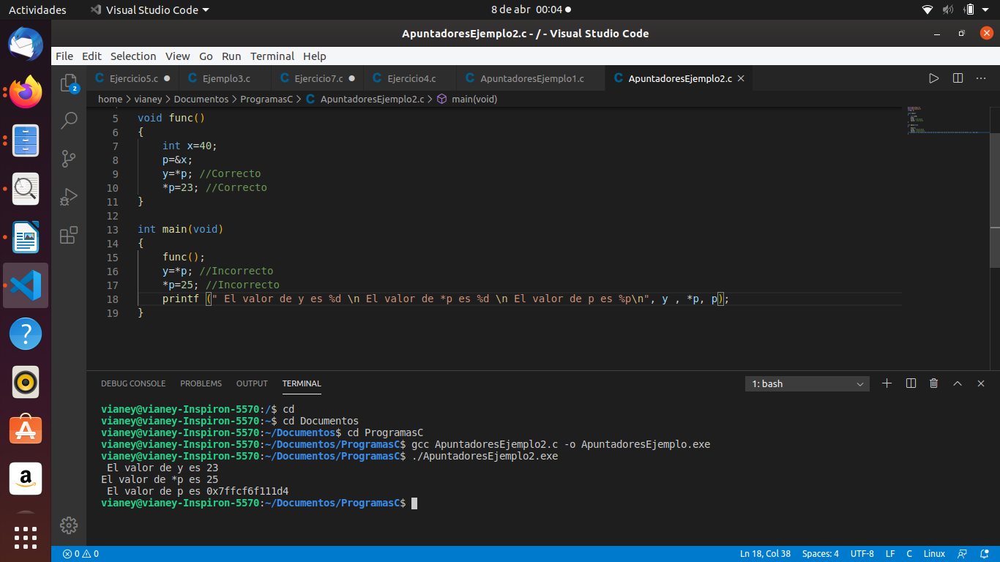 Actividades Visual Studio Code 8 de abr 00:04
ApuntadoresEjemplo2.c - / - Visual Studio Code
File Edit Selection View Go Run Terminal Help
Ejercicio5.c Ejemplo3.c Ejercicio7.c Ejercicio4.c ApuntadoresEjemplo1.c ApuntadoresEjemplo2.c
home > vianey > Documentos > ProgramasC > C ApuntadoresEjemplo2.c > main(void)
5 void func()
6 {
7 int x=40;
8 p=&x;
9 y=*p; //Correcto
10 *p=23; //Correcto
11 }
12
13 int main(void)
14 {
15 func();
16 y=*p; //Incorrecto
17 *p=25; //Incorrecto
18 printf (" El valor de y es %d \n El valor de *p es %d \n El valor de p es %p\n", y , *p, p);
19 }
DEBUG CONSOLE PROBLEMS OUTPUT TERMINAL 1: bash
vianey@vianey-Inspiron-5570:/$ cd
vianey@vianey-Inspiron-5570:~$ cd Documentos
vianey@vianey-Inspiron-5570:~/Documentos$ cd ProgramasC
vianey@vianey-Inspiron-5570:~/Documentos/ProgramasC$ gcc ApuntadoresEjemplo2.c -o ApuntadoresEjemplo.exe
vianey@vianey-Inspiron-5570:~/Documentos/ProgramasC$ ./ApuntadoresEjemplo2.exe
El valor de y es 23
El valor de *p es 25
El valor de p es 0x7ffcf6f111d4
vianey@vianey-Inspiron-5570:~/Documentos/ProgramasC$
0 0 Ln 18, Col 38 Spaces: 4 UTF-8 LF C Linux